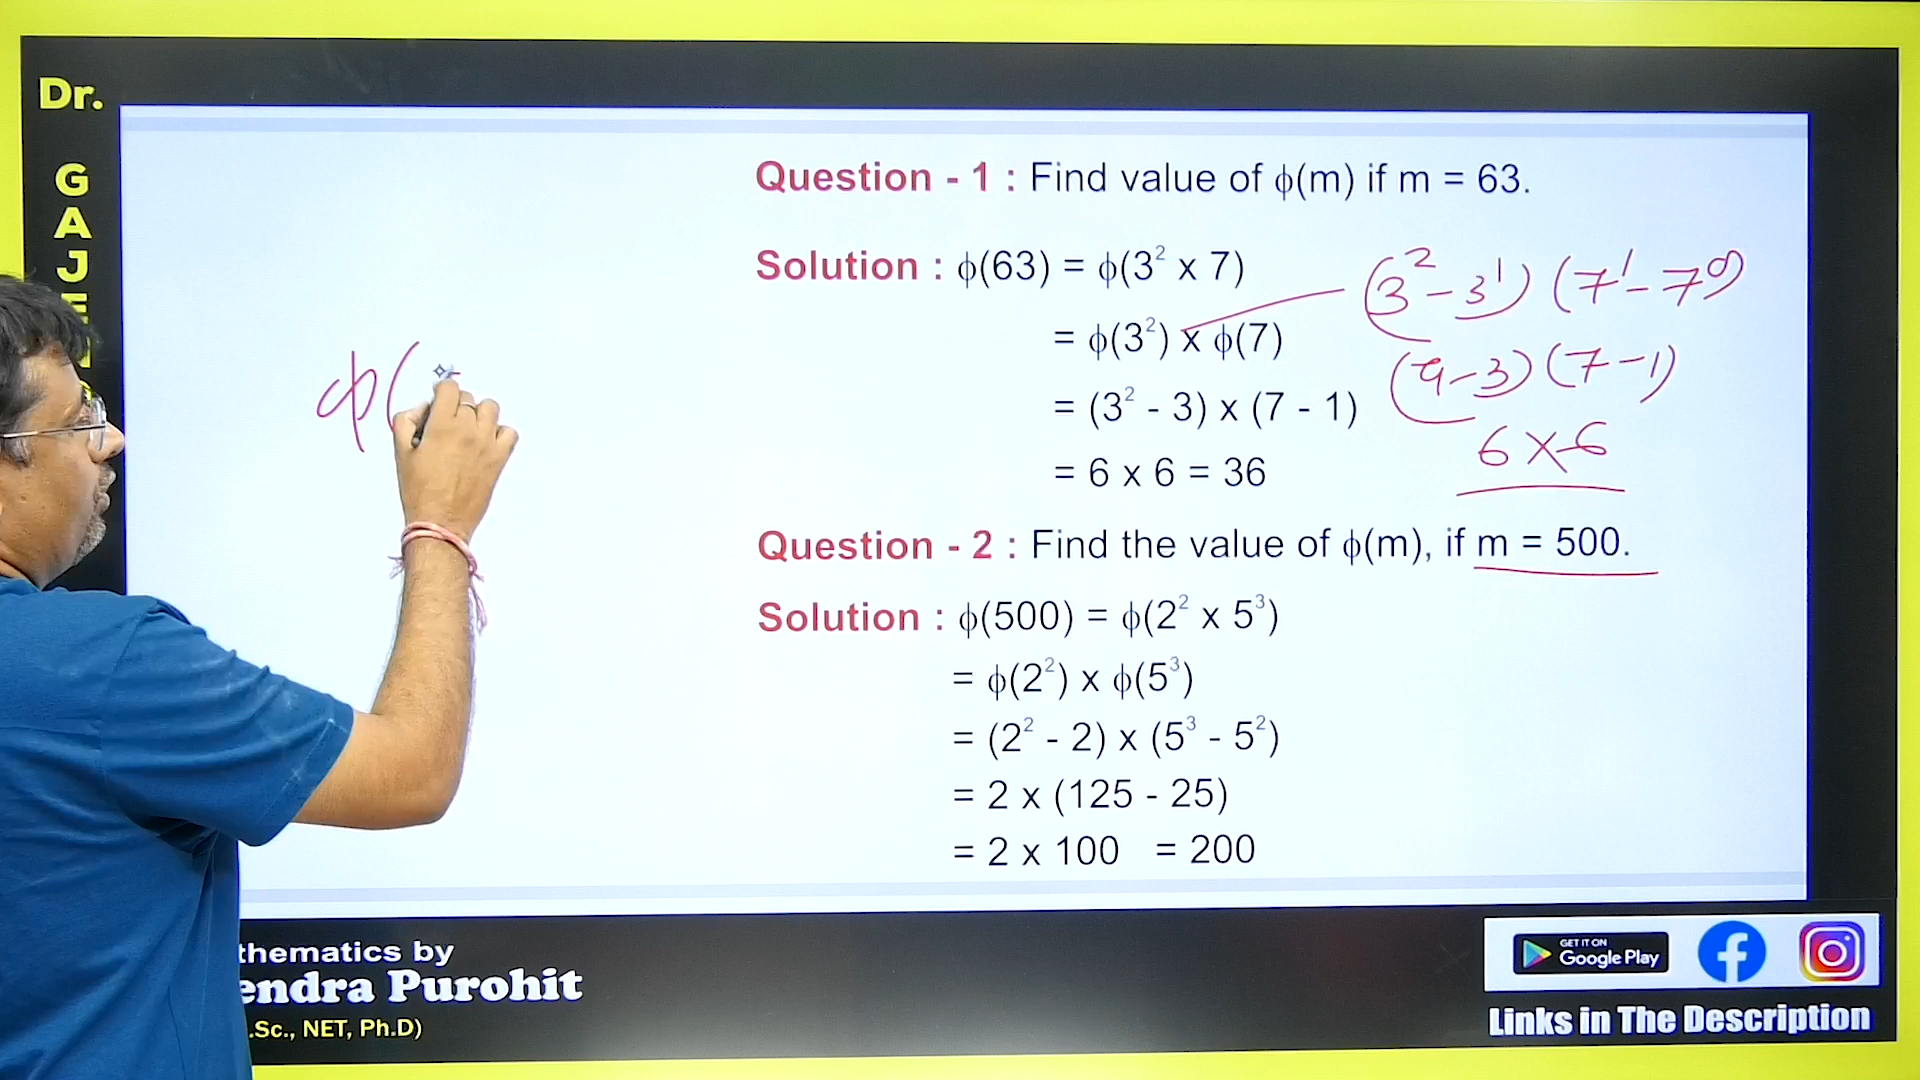 Dr.
G
A
J
E
Question - 1 : Find value of ϕ(m) if m = 63.
Solution : ϕ(63) = ϕ(3² x 7)
(3² - 3¹) (7¹ - 7⁰)
= ϕ(3²) x ϕ(7)
(9-3) (7-1)
= (3² - 3) x (7 - 1)
6 x 6
= 6 x 6 = 36
ϕ(
Question - 2 : Find the value of ϕ(m), if m = 500.
Solution : ϕ(500) = ϕ(2² x 5³)
= ϕ(2²) x ϕ(5³)
= (2² - 2) x (5³ - 5²)
= 2 x (125 - 25)
= 2 x 100 = 200
thematics by
endra Purohit
.Sc., NET, Ph.D)
GET IT ON
Google Play
Links in The Description